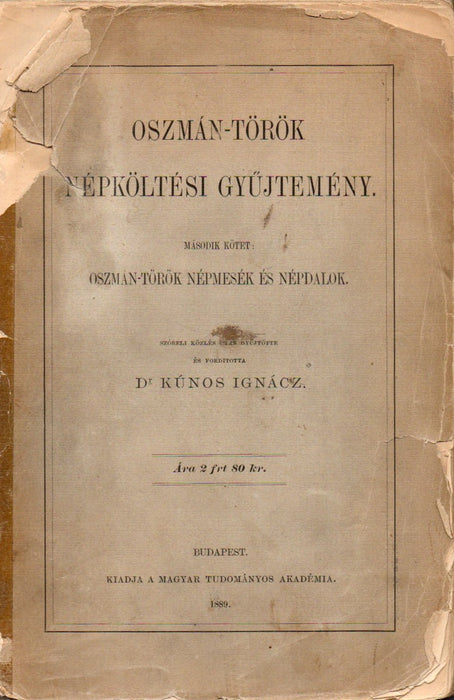 OSZMÁN-TÖRÖK
NÉPKÖLTÉSI GYŰJTEMÉNY.
MÁSODIK KÖTET:
OSZMÁN-TÖRÖK NÉPMESÉK ÉS NÉPDALOK.
SZÓBELI KÖZLÉS UTÁN GYŰJTÖTTE
ÉS FORDÍTOTTA
Dr KÚNOS IGNÁCZ.
Ára 2 frt 80 kr.
BUDAPEST.
KIADJA A MAGYAR TUDOMÁNYOS AKADÉMIA.
1889.